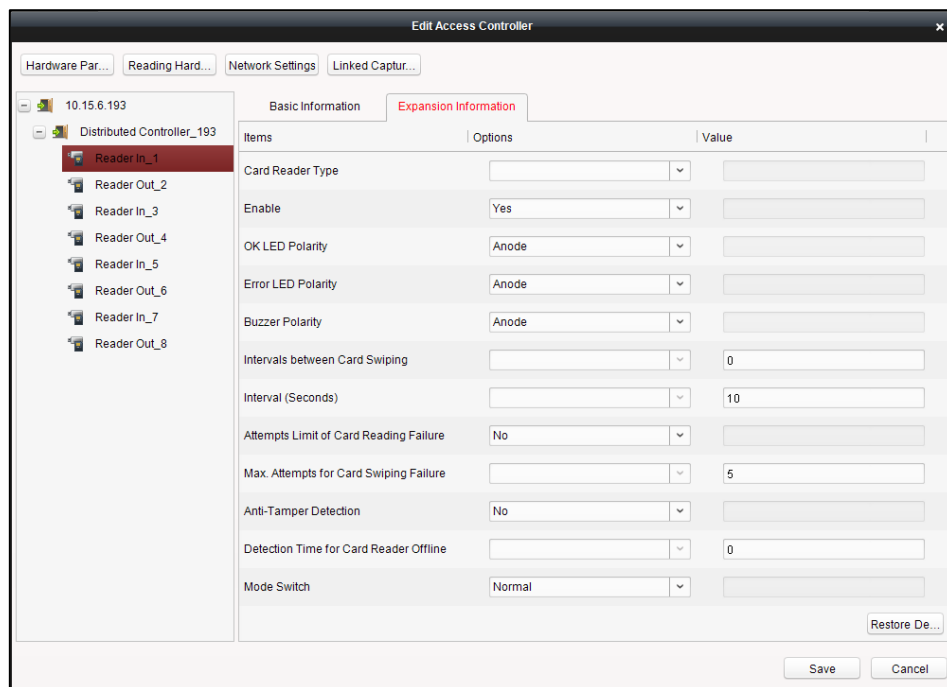 Edit Access Controller
Hardware Par... Reading Hard... Network Settings Linked Captur...
10.15.6.193
Distributed Controller_193
Reader In_1
Reader Out_2
Reader In_3
Reader Out_4
Reader In_5
Reader Out_6
Reader In_7
Reader Out_8
Basic Information Expansion Information
Items Options Value
Card Reader Type
Enable Yes
OK LED Polarity Anode
Error LED Polarity Anode
Buzzer Polarity Anode
Intervals between Card Swiping 0
Interval (Seconds) 10
Attempts Limit of Card Reading Failure No
Max. Attempts for Card Swiping Failure 5
Anti-Tamper Detection No
Detection Time for Card Reader Offline 0
Mode Switch Normal
Restore De...
Save Cancel